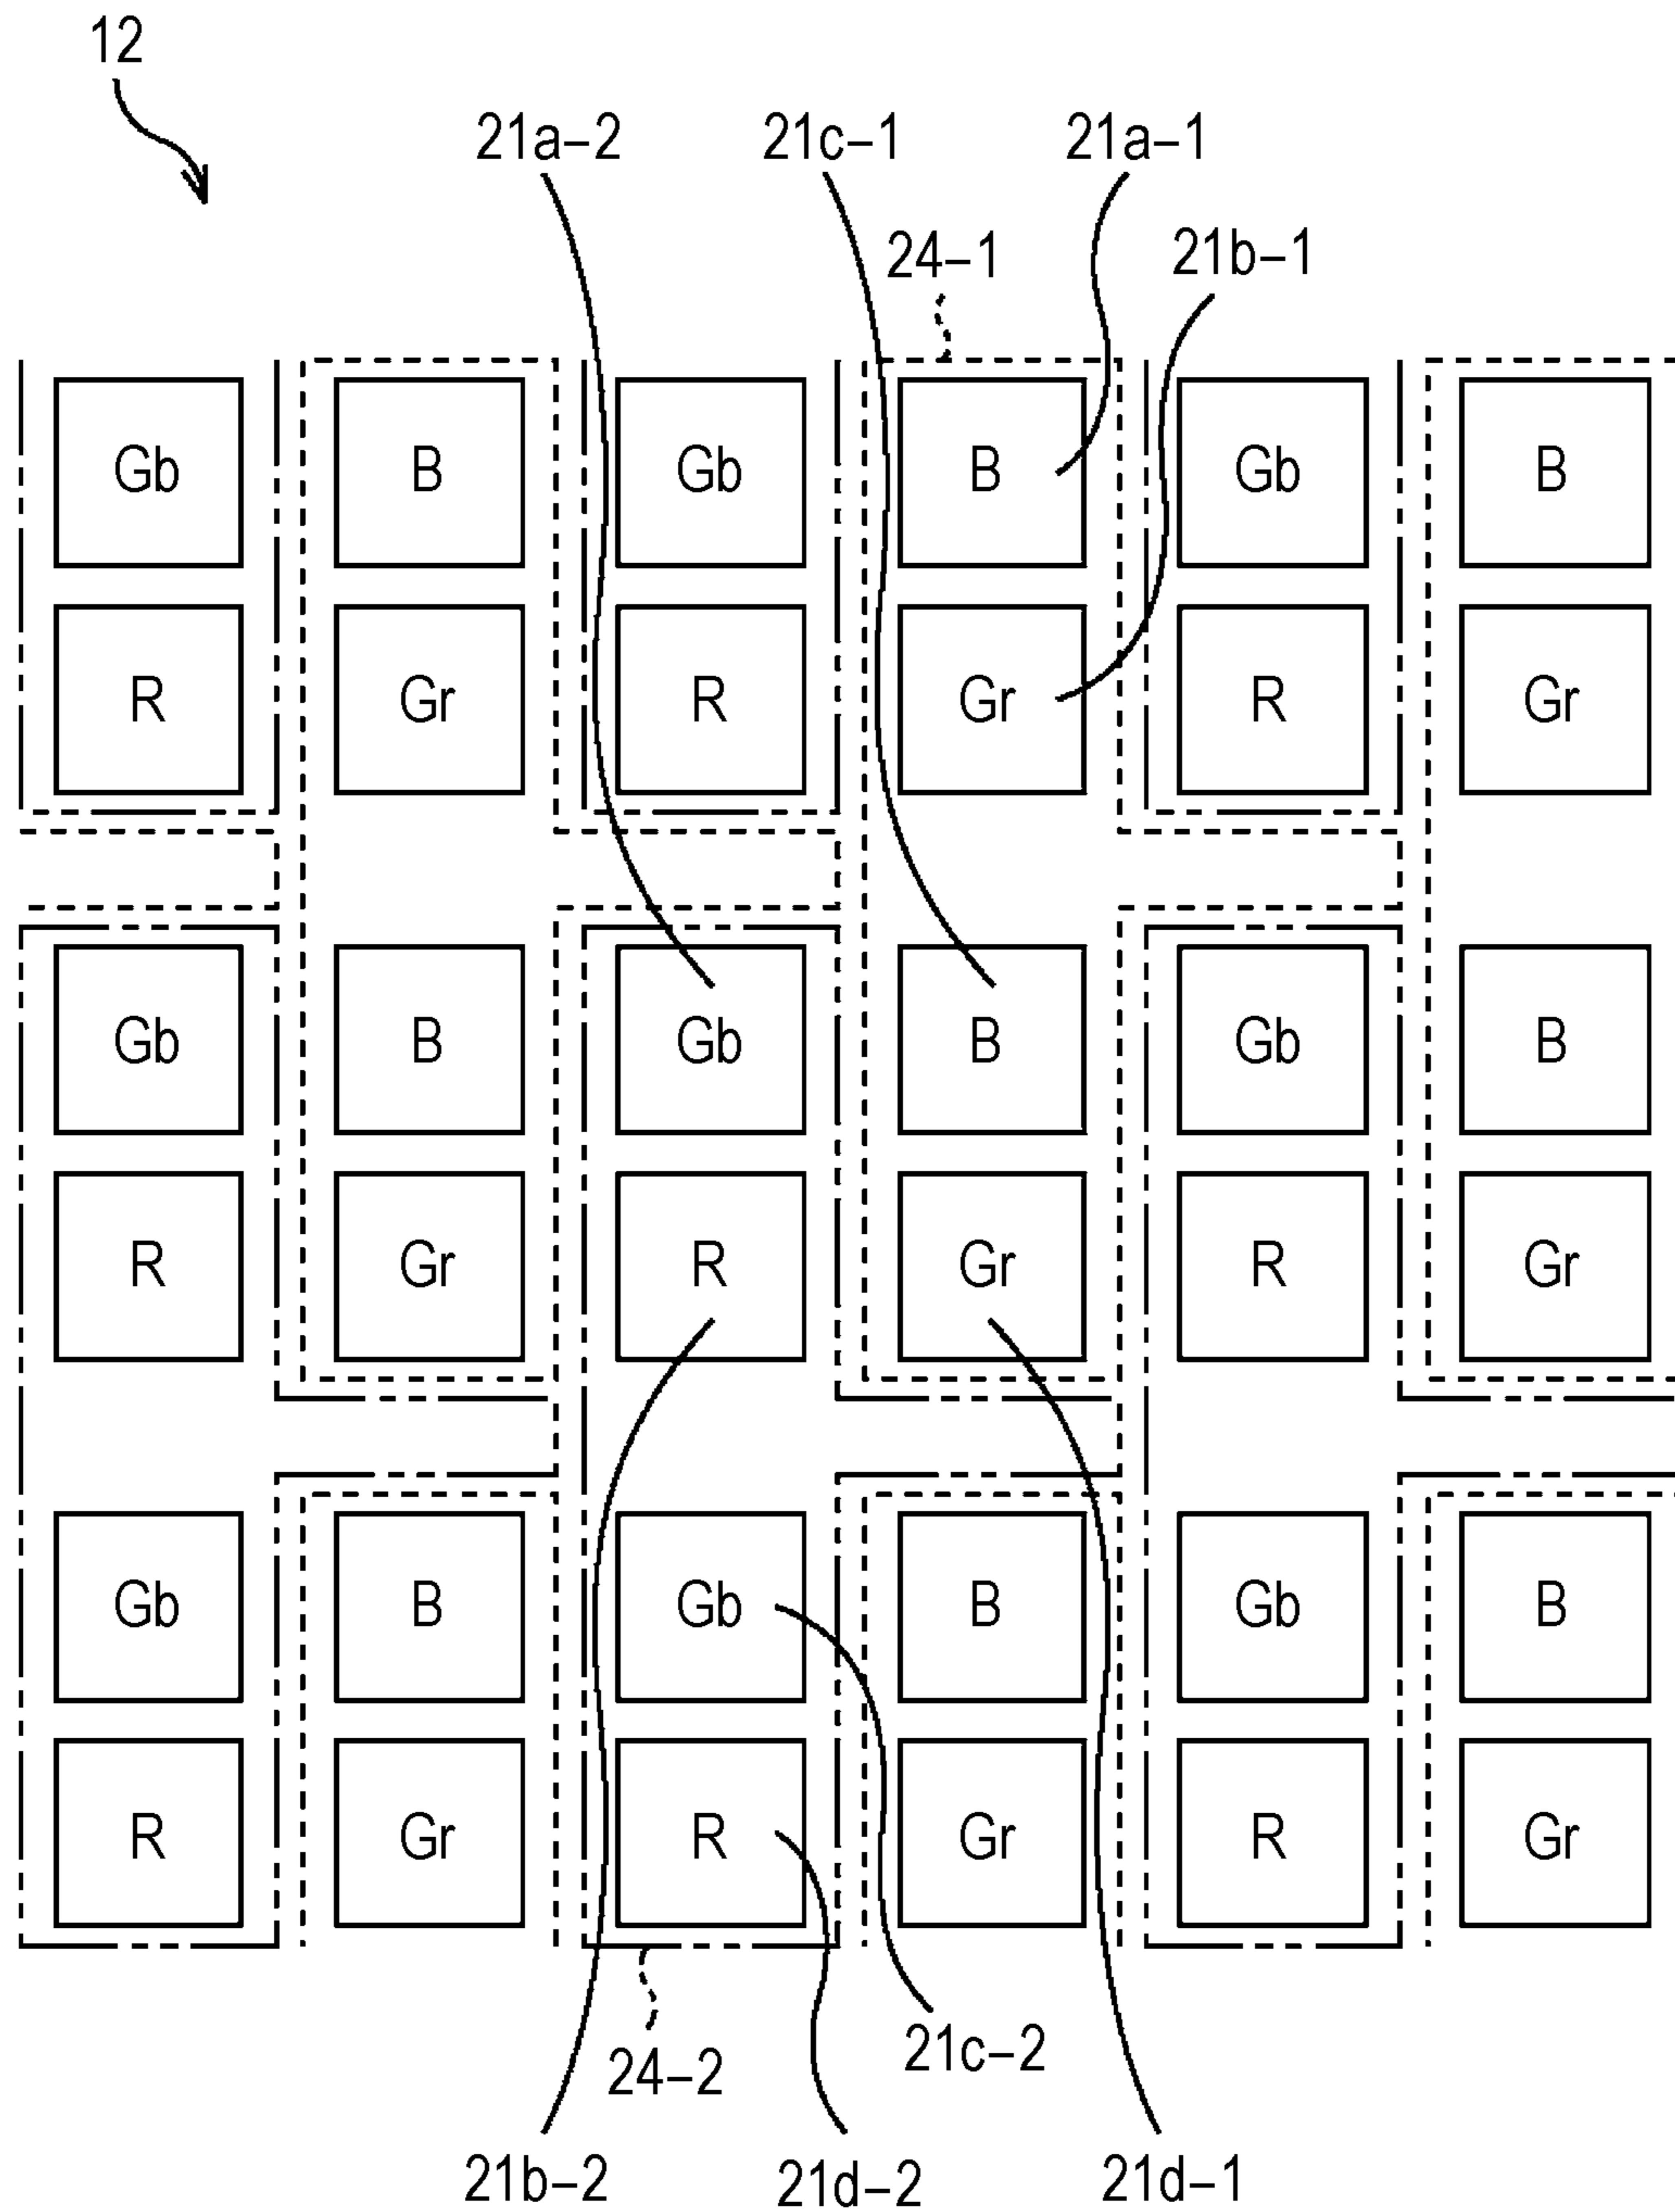 12
21a–2 21c–1 21a–1
24–1 21b–1
Gb B Gb B Gb B
R Gr R Gr R Gr
Gb B Gb B Gb B
R Gr R Gr R Gr
Gb B Gb B Gb B
R Gr R Gr R Gr
24–2 21c–2
21b–2 21d–2 21d–1